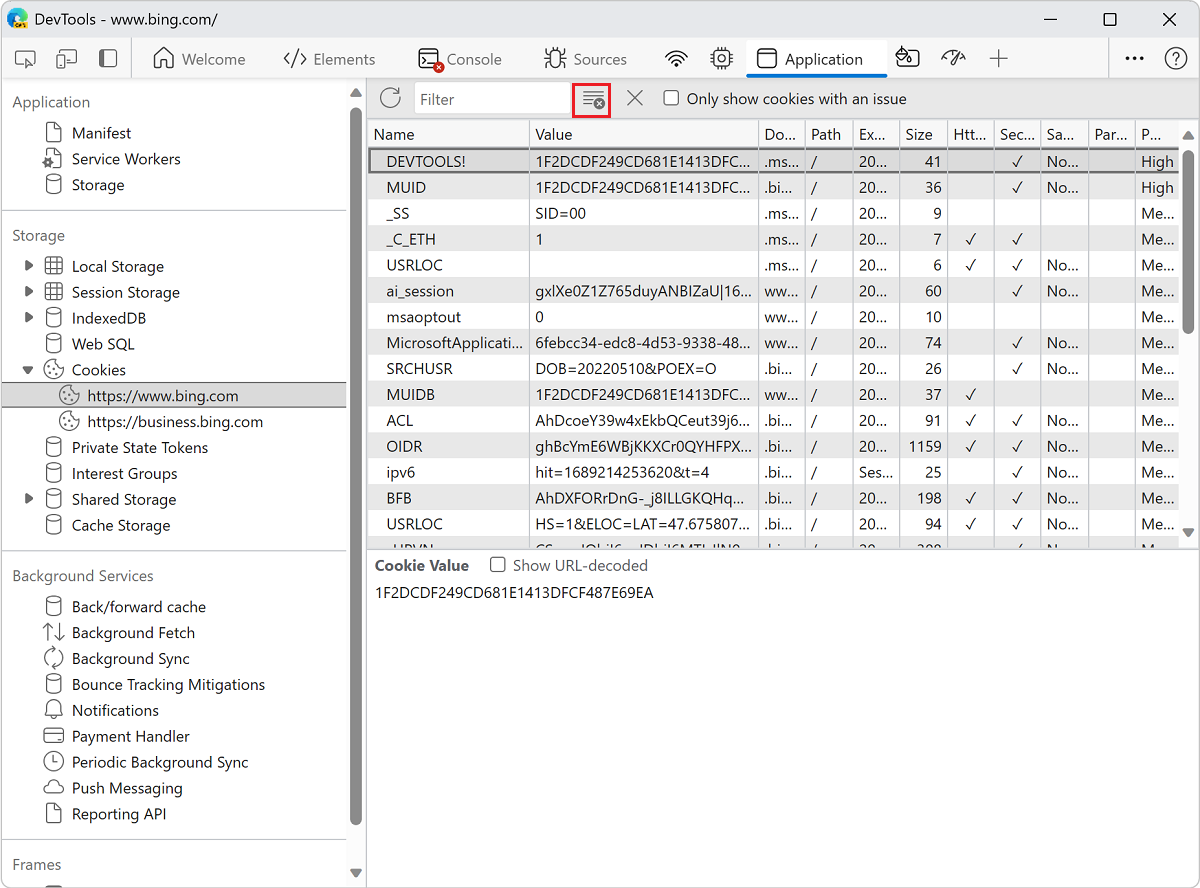 DevTools - www.bing.com/
Welcome Elements Console Sources Application
Application
Manifest
Service Workers
Storage
Storage
Local Storage
Session Storage
IndexedDB
Web SQL
Cookies
https://www.bing.com
https://business.bing.com
Private State Tokens
Interest Groups
Shared Storage
Cache Storage
Background Services
Back/forward cache
Background Fetch
Background Sync
Bounce Tracking Mitigations
Notifications
Payment Handler
Periodic Background Sync
Push Messaging
Reporting API
Frames
Filter Only show cookies with an issue
Name Value Do... Path Ex... Size Htt... Sec... Sa... Par... P...
DEVTOOLS! 1F2DCDF249CD681E1413DFC... .ms... / 20... 41 ✓ No... High
MUID 1F2DCDF249CD681E1413DFC... .bi... / 20... 36 ✓ No... High
_SS SID=00 .ms... / 20... 9 Me...
_C_ETH 1 .ms... / 20... 7 ✓ ✓ Me...
USRLOC .ms... / 20... 6 ✓ ✓ No... Me...
ai_session gxlXe0Z1Z765duyANBIZaU|16... ww... / 20... 60 ✓ No... Me...
msaoptout 0 ww... / 20... 10 Me...
MicrosoftApplicati... 6febcc34-edc8-4d53-9338-48... ww... / 20... 74 ✓ No... Me...
SRCHUSR DOB=20220510&POEX=O .bi... / 20... 26 ✓ No... Me...
MUIDB 1F2DCDF249CD681E1413DFC... ww... / 20... 37 ✓ Me...
ACL AhDcoeY39w4xEkbQCeut39j6... .bi... / 20... 91 ✓ ✓ No... Me...
OIDR ghBcYmE6WBjKKXCr0QYHFPX... .bi... / 20... 1159 ✓ ✓ No... Me...
ipv6 hit=1689214253620&t=4 .bi... / Ses... 25 ✓ No... Me...
BFB AhDXFORrDnG-_j8ILLGKQHq... .bi... / 20... 198 ✓ ✓ No... Me...
USRLOC HS=1&ELOC=LAT=47.675807... .bi... / 20... 94 ✓ ✓ No... Me...
Cookie Value Show URL-decoded
1F2DCDF249CD681E1413DFCF487E69EA